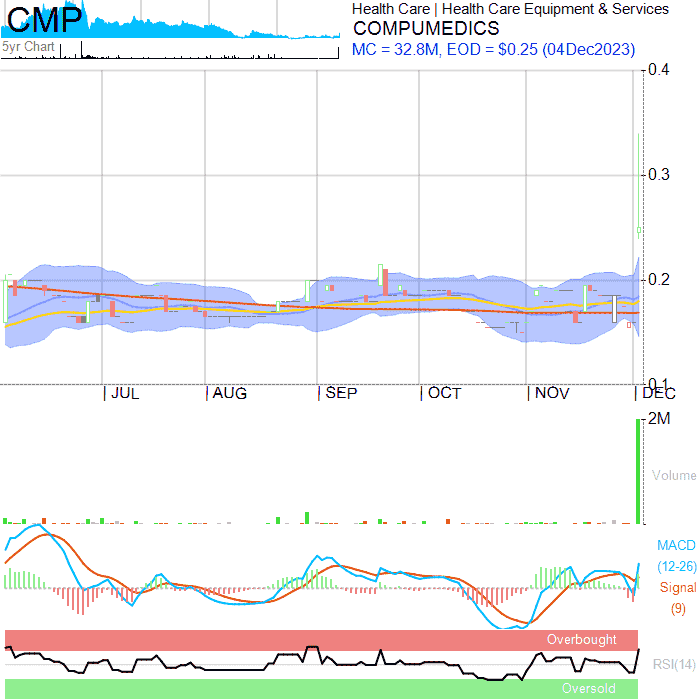 CMP
5yr Chart
Health Care | Health Care Equipment & Services
COMPUMEDICS
MC = 32.8M, EOD = $0.25 (04Dec2023)
0.4
0.3
0.2
0.1
JUL
AUG
SEP
OCT
NOV
DEC
2M
Volume
MACD
(12-26)
Signal
(9)
Overbought
RSI(14)
Oversold